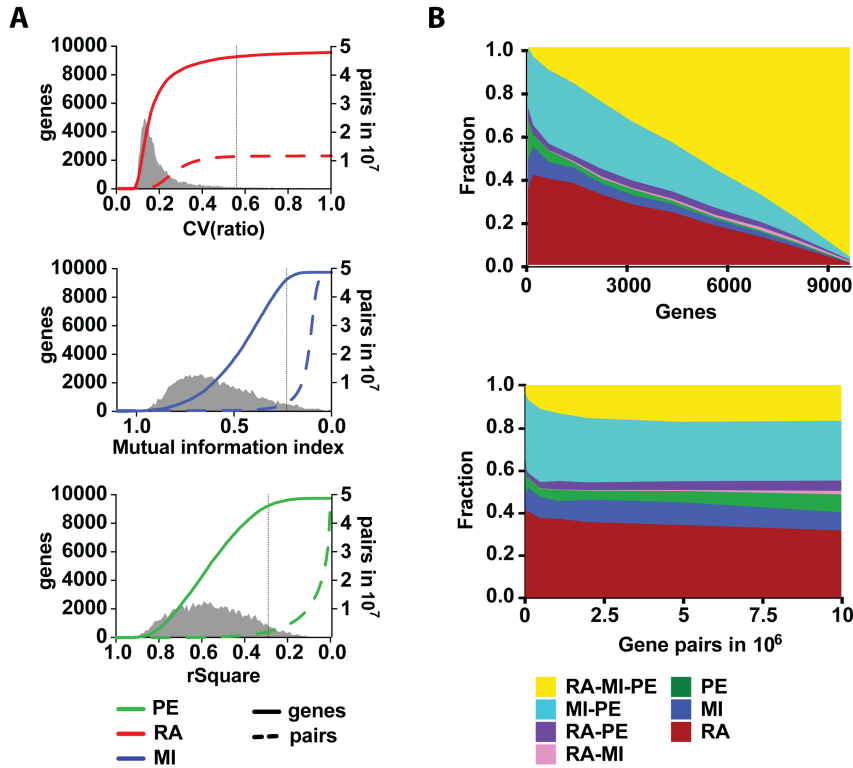 A
10000
8000
6000
4000
2000
0
genes
5
4
3
2
1
pairs in 10⁷
0.0 0.2 0.4 0.6 0.8 1.0
CV(ratio)
10000
8000
6000
4000
2000
0
genes
5
4
3
2
1
pairs in 10⁷
1.0 0.5 0.0
Mutual information index
10000
8000
6000
4000
2000
0
genes
5
4
3
2
1
pairs in 10⁷
1.0 0.8 0.6 0.4 0.2 0.0
rSquare
PE
RA
MI
genes
pairs
B
1.0
0.8
0.6
0.4
0.2
0.0
Fraction
0 3000 6000 9000
Genes
1.0
0.8
0.6
0.4
0.2
0.0
Fraction
0 2.5 5 7.5 10
Gene pairs in 10⁶
RA-MI-PE
MI-PE
RA-PE
RA-MI
PE
MI
RA